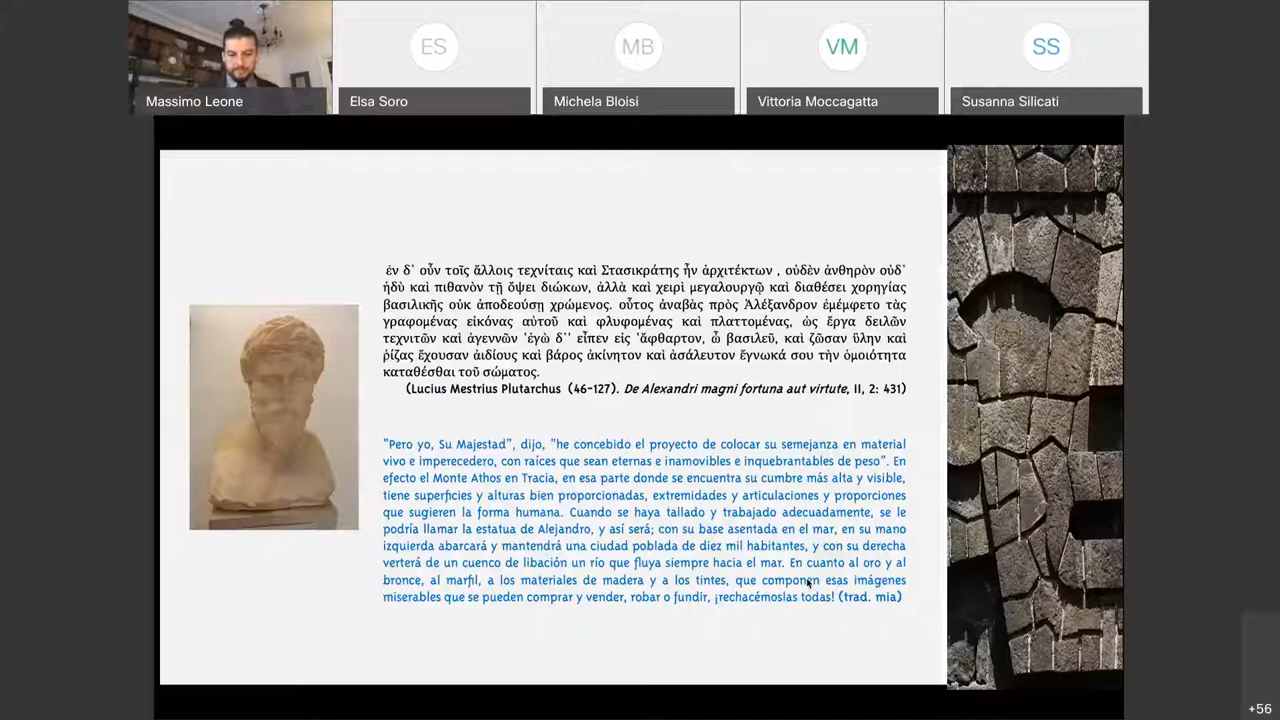 ES
MB
VM
SS
Massimo Leone
Elsa Soro
Michela Bloisi
Vittoria Moccagatta
Susanna Silicati
ἐν δ' οὖν τοῖς ἄλλοις τεχνίταις καὶ Στασικράτης ἦν ἀρχιτέκτων , οὐδὲν ἀνθηρὸν οὐδ'
ἡδὺ καὶ πιθανὸν τῇ ὄψει διώκων, ἀλλὰ καὶ χειρὶ μεγαλουργῷ καὶ διαθέσει χορηγίας
βασιλικῆς οὐκ ἀποδεούσῃ χρώμενος. οὗτος ἀναβὰς πρὸς Ἀλέξανδρον ἐμέμφετο τὰς
γραφομένας εἰκόνας αὐτοῦ καὶ φλυφομένας καὶ πλαττομένας, ὡς ἔργα δειλῶν
τεχνιτῶν καὶ ἀγεννῶν 'ἐγὼ δ'' εἶπεν εἰς 'ἄφθαρτον, ὦ βασιλεῦ, καὶ ζῶσαν ὕλην καὶ
ῥίζας ἔχουσαν ἀιδίους καὶ βάρος ἀκίνητον καὶ ἀσάλευτον ἔγνωκά σου τὴν ὁμοιότητα
καταθέσθαι τοῦ σώματος.
(Lucius Mestrius Plutarchus (46-127). De Alexandri magni fortuna aut virtute, II, 2: 431)
"Pero yo, Su Majestad", dijo, "he concebido el proyecto de colocar su semejanza en material
vivo e imperecedero, con raíces que sean eternas e inamovibles e inquebrantables de peso". En
efecto el Monte Athos en Tracia, en esa parte donde se encuentra su cumbre más alta y visible,
tiene superficies y alturas bien proporcionadas, extremidades y articulaciones y proporciones
que sugieren la forma humana. Cuando se haya tallado y trabajado adecuadamente, se le
podría llamar la estatua de Alejandro, y así será; con su base asentada en el mar, en su mano
izquierda abarcará y mantendrá una ciudad poblada de diez mil habitantes, y con su derecha
verterá de un cuenco de libación un río que fluya siempre hacia el mar. En cuanto al oro y al
bronce, al marfil, a los materiales de madera y a los tintes, que componen esas imágenes
miserables que se pueden comprar y vender, robar o fundir, ¡rechacémoslas todas! (trad. mia)
+56